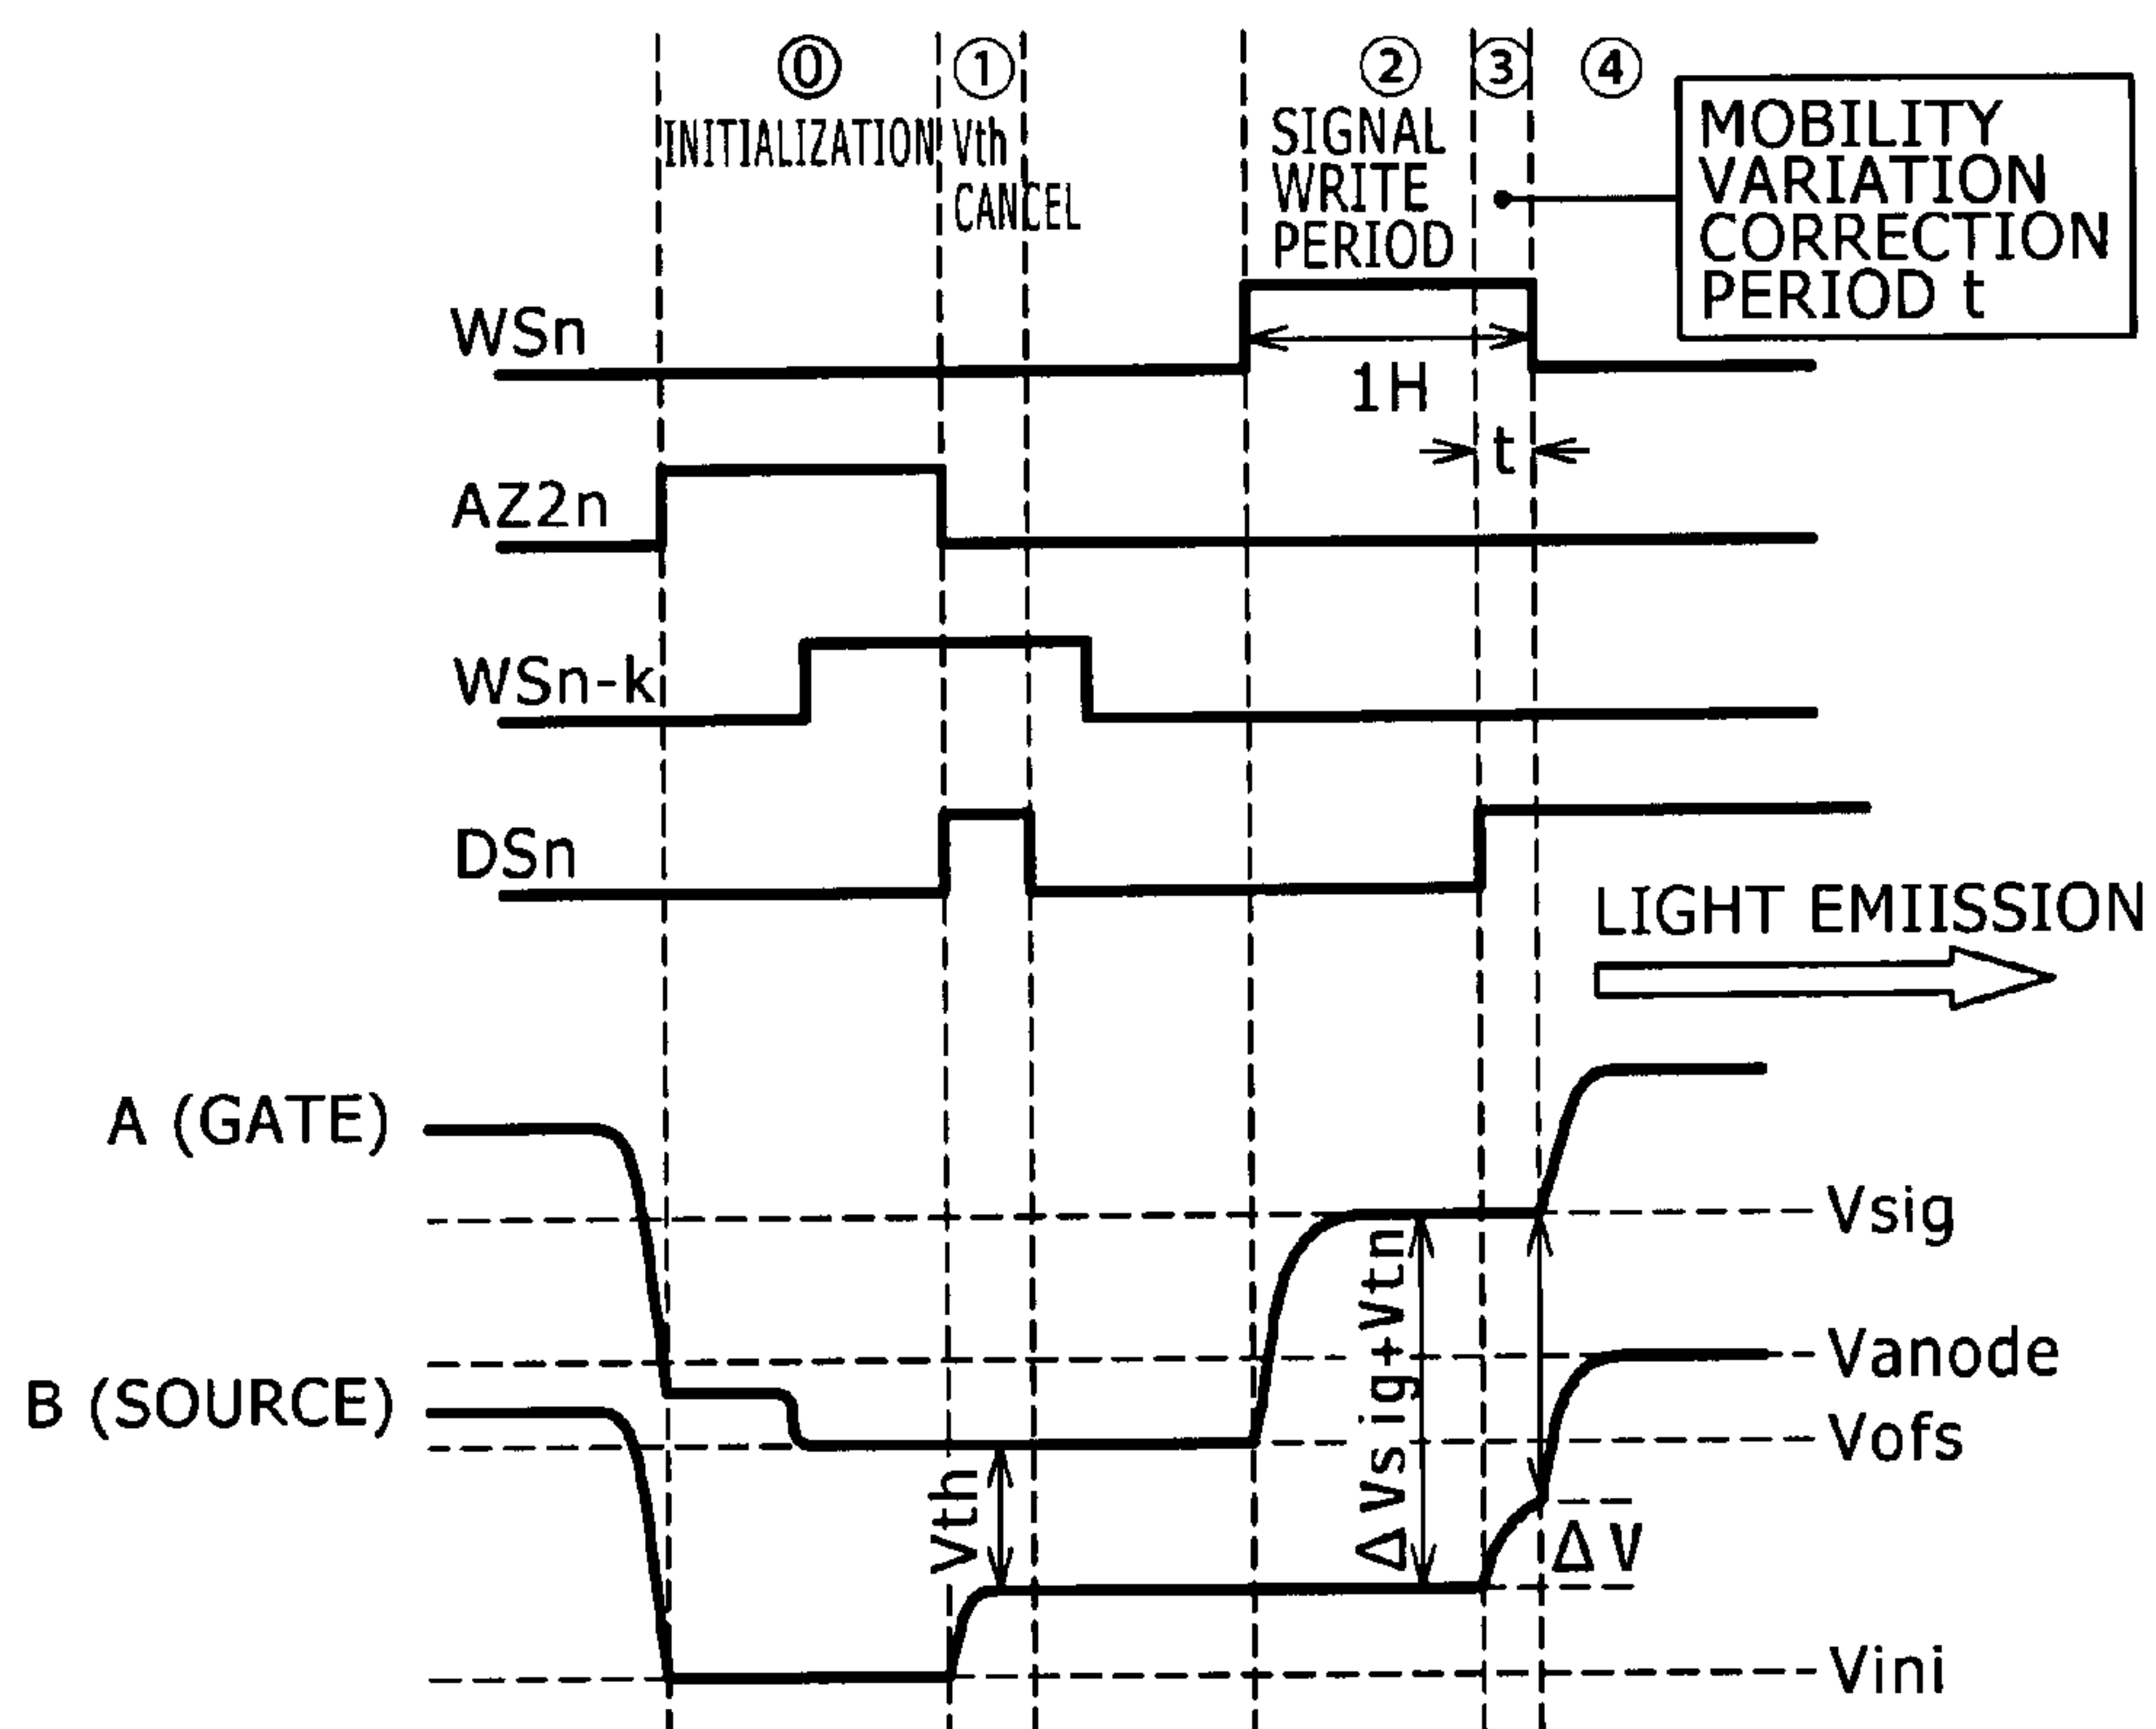 ⓪ ① ② ③ ④
INITIALIZATION
Vth
CANCEL
SIGNAL
WRITE
PERIOD
MOBILITY
VARIATION
CORRECTION
PERIOD t
WSn
1H
t
AZ2n
WSn-k
DSn
LIGHT EMIISSION
A (GATE)
Vsig
ΔVsig+Vtn
Vanode
B (SOURCE)
Vofs
Vth
ΔV
Vini